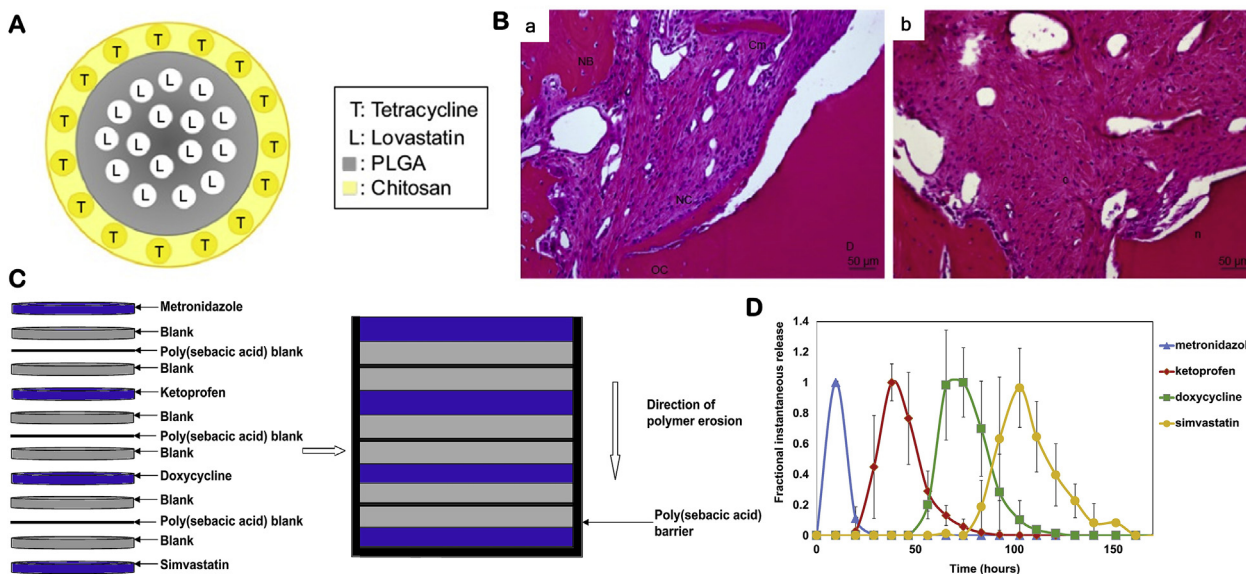 A
T T T T T T T T T T T T T T T
L L L L L L L L L L L L L L L
T: Tetracycline
L: Lovastatin
: PLGA
: Chitosan
B
a
NB
Cm
NC
D
OC
50 µm
b
o
n
50 µm
C
Metronidazole
Blank
Poly(sebacic acid) blank
Blank
Ketoprofen
Blank
Poly(sebacic acid) blank
Blank
Doxycycline
Blank
Poly(sebacic acid) blank
Blank
Simvastatin
Direction of
polymer erosion
Poly(sebacic acid)
barrier
D
Fractional instantaneous release
1.4
1.2
1
0.8
0.6
0.4
0.2
0
0
50
100
150
Time (hours)
metronidazol
ketoprofen
doxycycline
simvastatin